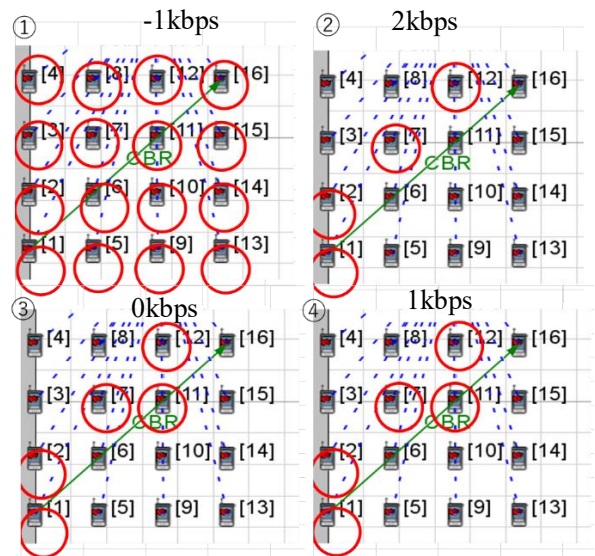 ① -1kbps
[4] [8] [12] [16]
[3] [7] [11] [15]
CBR
[2] [6] [10] [14]
[1] [5] [9] [13]
② 2kbps
[4] [8] [12] [16]
[3] [7] [11] [15]
CBR
[2] [6] [10] [14]
[1] [5] [9] [13]
③ 0kbps
[4] [8] [12] [16]
[3] [7] [11] [15]
CBR
[2] [6] [10] [14]
[1] [5] [9] [13]
④ 1kbps
[4] [8] [12] [16]
[3] [7] [11] [15]
CBR
[2] [6] [10] [14]
[1] [5] [9] [13]